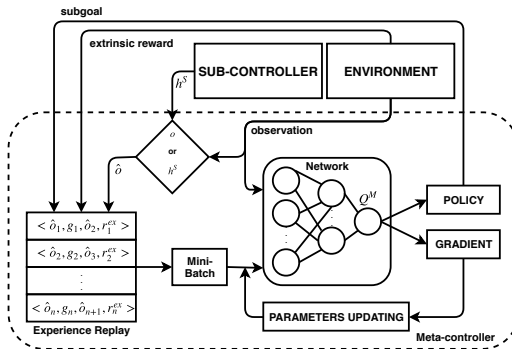 subgoal
extrinsic reward
SUB-CONTROLLER
ENVIRONMENT
h^S
o
or
h^S
observation
ô
Network
Q^M
POLICY
GRADIENT
< ô_1, g_1, ô_2, r_1^{ex} >
< ô_2, g_2, ô_3, r_2^{ex} >
⋮
< ô_n, g_n, ô_{n+1}, r_n^{ex} >
Mini-
Batch
PARAMETERS UPDATING
Experience Replay
Meta-controller